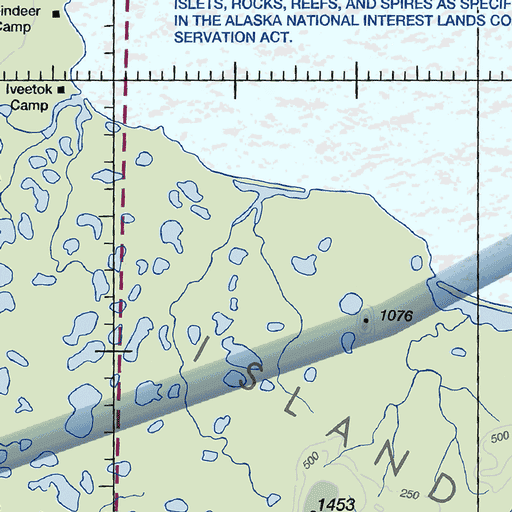 ISLETS, ROCKS, REEFS, AND SPIRES AS SPECIF
IN THE ALASKA NATIONAL INTEREST LANDS CO
SERVATION ACT.
indeer
Camp
Iveetok
Camp
1076
ISLAND
500
500
250
1453